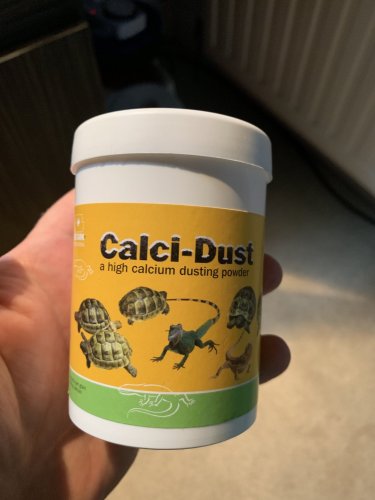 Calci-Dust
a high calcium dusting powder